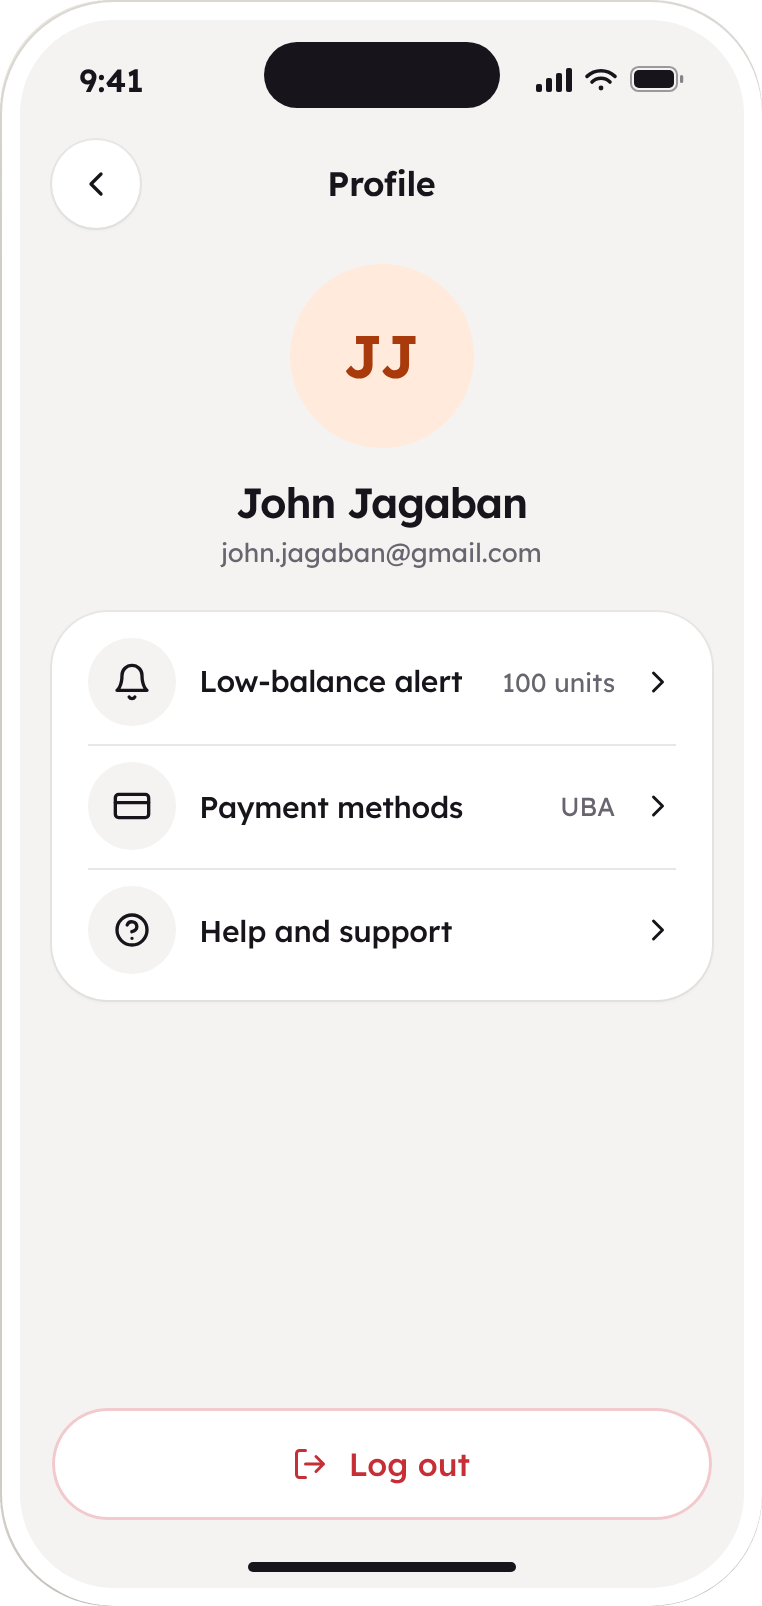 9:41
Profile
JJ
John Jagaban
john.jagaban@gmail.com
Low-balance alert 100 units
Payment methods UBA
Help and support
Log out